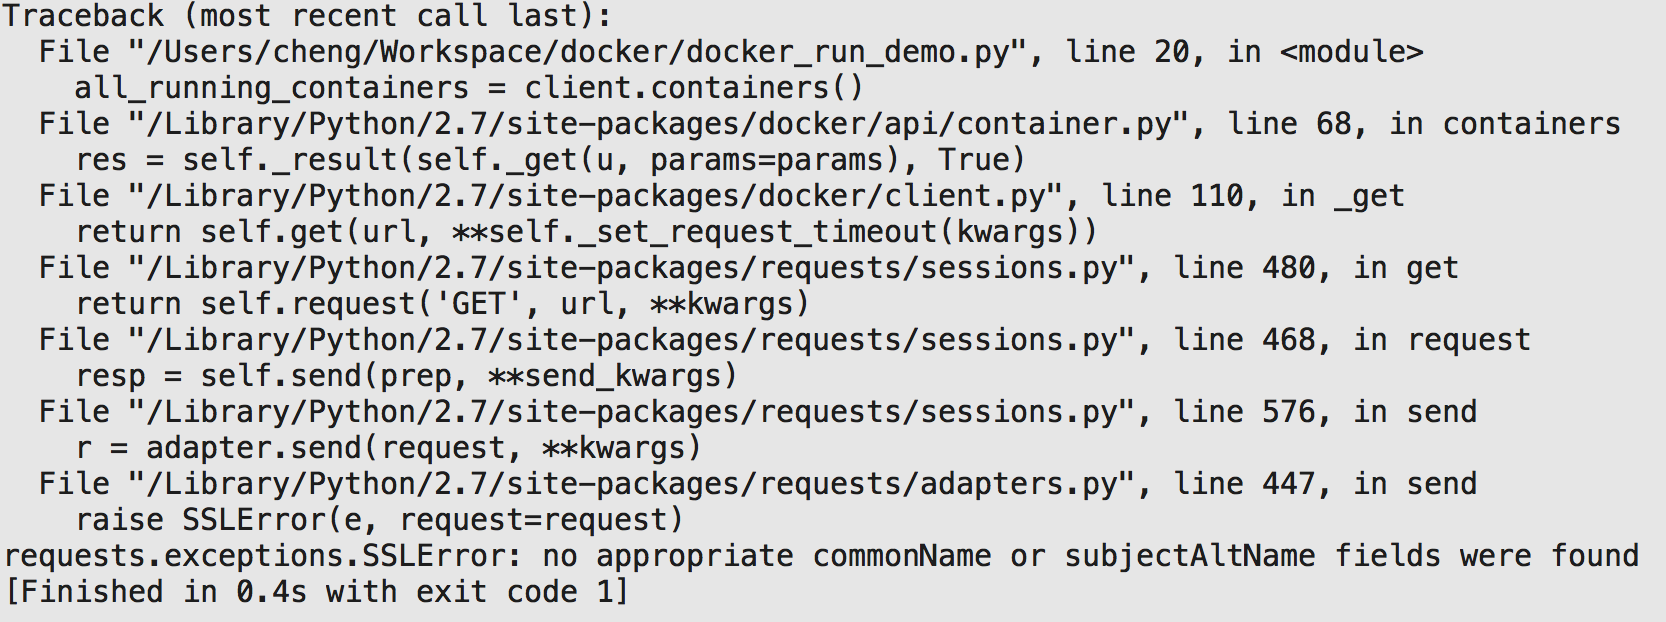 Traceback (most recent call last):
  File "/Users/cheng/Workspace/docker/docker_run_demo.py", line 20, in <module>
    all_running_containers = client.containers()
  File "/Library/Python/2.7/site-packages/docker/api/container.py", line 68, in containers
    res = self._result(self._get(u, params=params), True)
  File "/Library/Python/2.7/site-packages/docker/client.py", line 110, in _get
    return self.get(url, **self._set_request_timeout(kwargs))
  File "/Library/Python/2.7/site-packages/requests/sessions.py", line 480, in get
    return self.request('GET', url, **kwargs)
  File "/Library/Python/2.7/site-packages/requests/sessions.py", line 468, in request
    resp = self.send(prep, **send_kwargs)
  File "/Library/Python/2.7/site-packages/requests/sessions.py", line 576, in send
    r = adapter.send(request, **kwargs)
  File "/Library/Python/2.7/site-packages/requests/adapters.py", line 447, in send
    raise SSLError(e, request=request)
requests.exceptions.SSLError: no appropriate commonName or subjectAltName fields were found
[Finished in 0.4s with exit code 1]